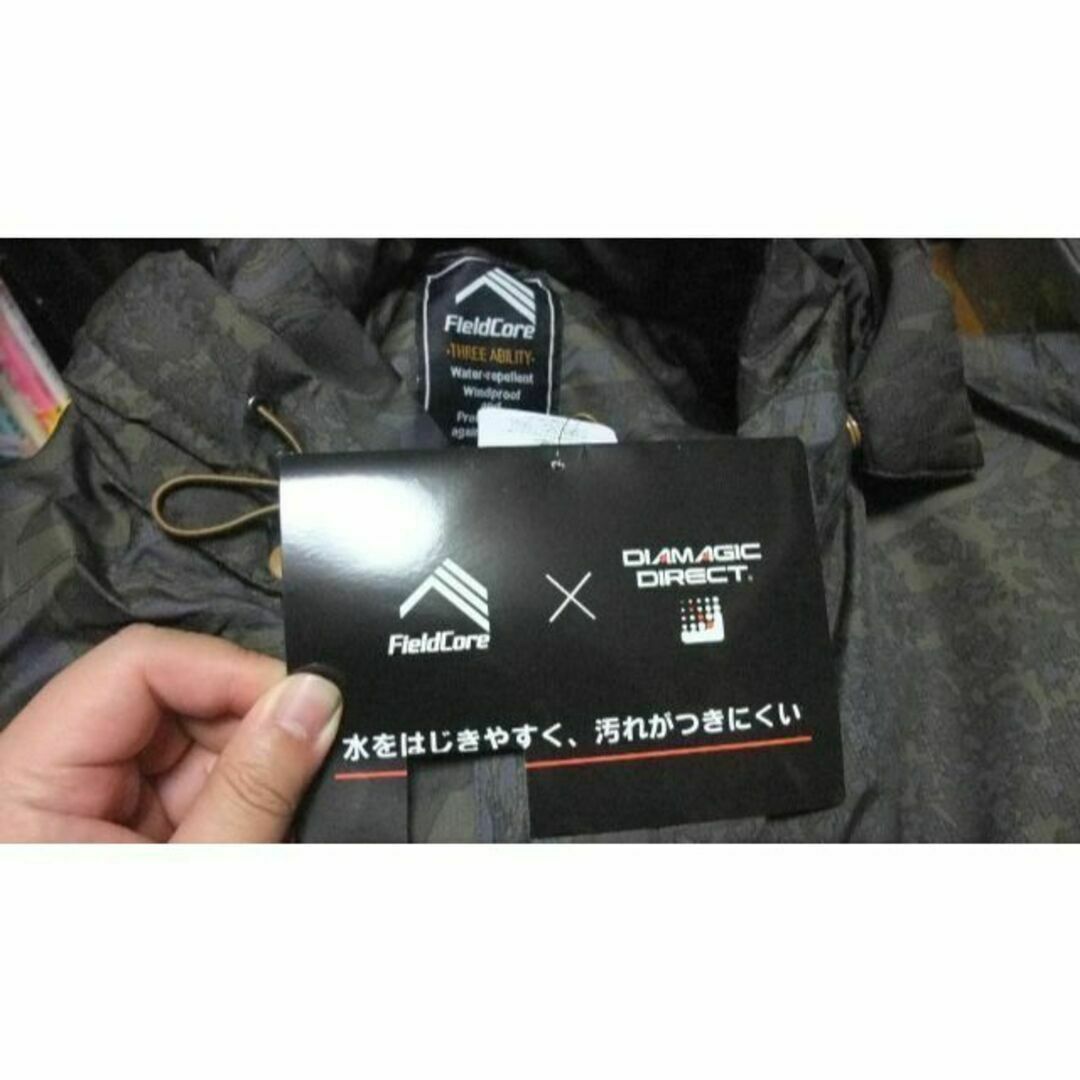 FieldCore
·THREE ABILITY·
Water-repellent
Windproof
and
FieldCore
×
DIAMAGIC
DIRECT®
水をはじきやすく、汚れがつきにくい